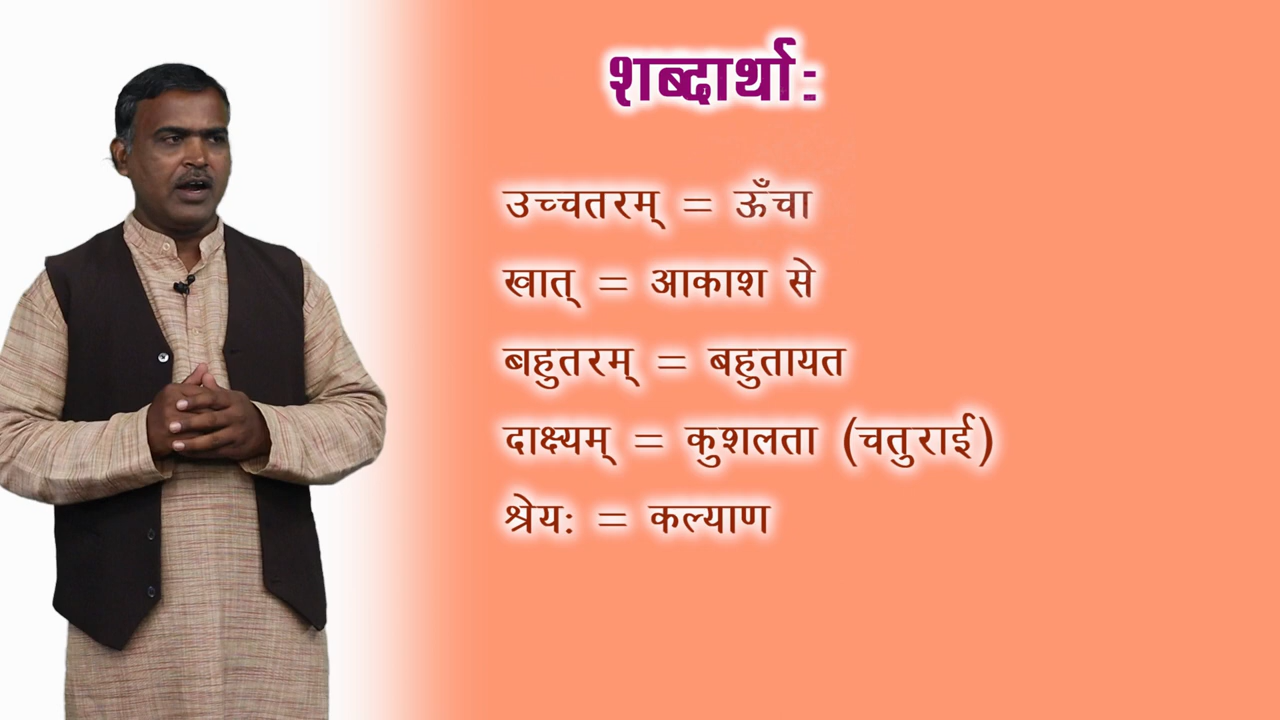 शब्दार्था:
उच्चतरम् = ऊँचा
खात् = आकाश से
बहुतरम् = बहुतायत
दाक्ष्यम् = कुशलता (चतुराई)
श्रेय: = कल्याण